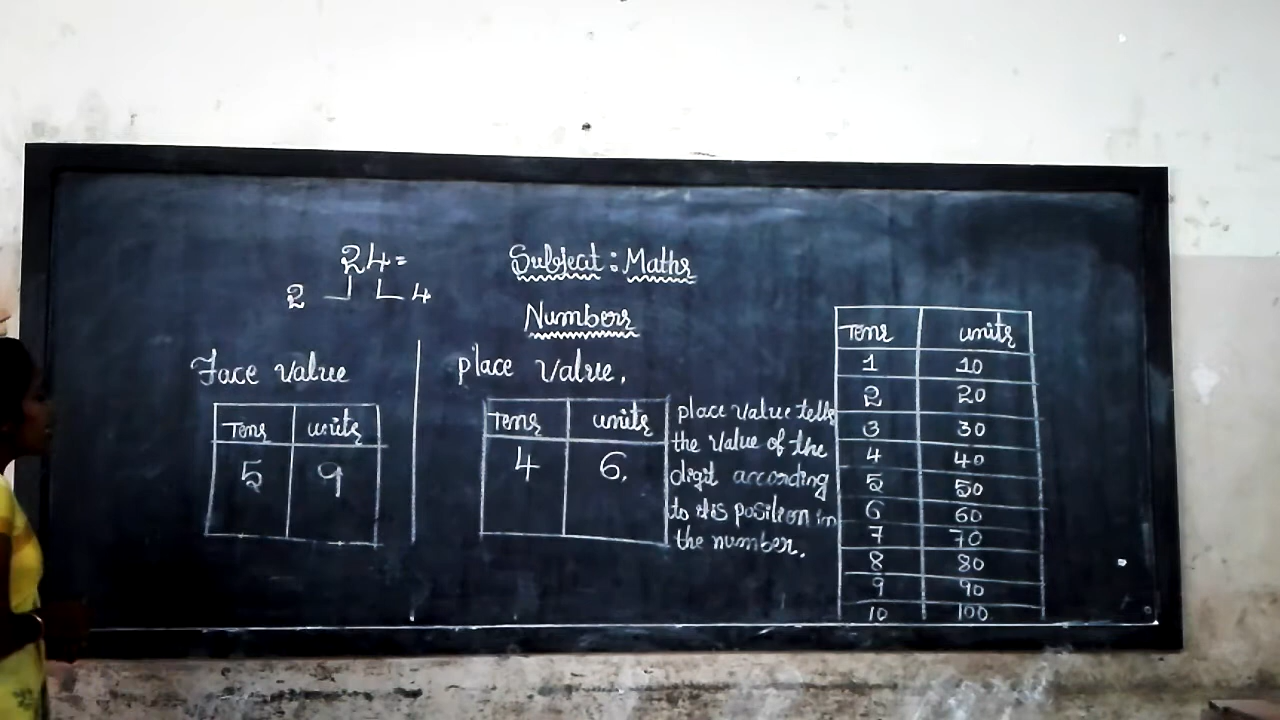 Subject: Maths
Numbers
24=
2 4
Face value
Tens units
5 9
place value.
Tens units
4 6.
place value tells
the value of the
digit according
to its position in
the number.
Tens units
1 10
2 20
3 30
4 40
5 50
6 60
7 70
8 80
9 90
10 100